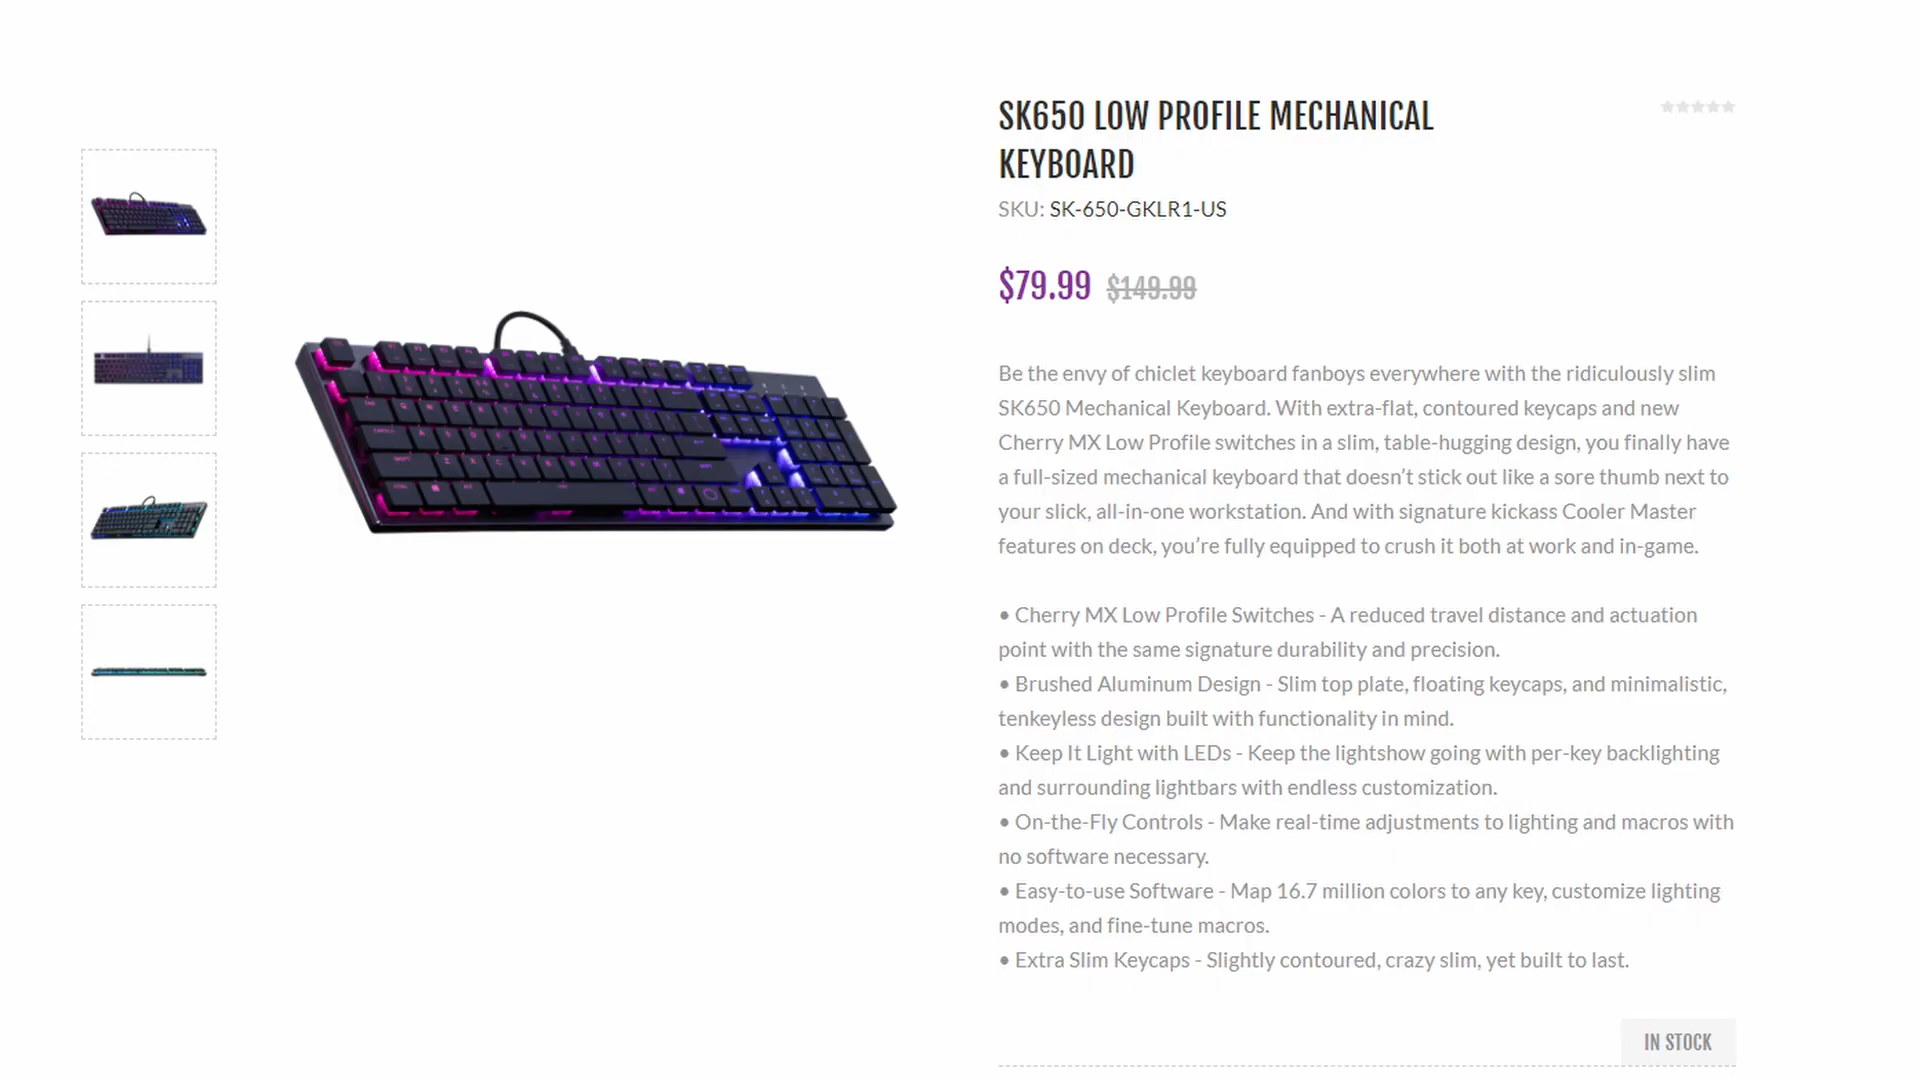 SK650 LOW PROFILE MECHANICAL
KEYBOARD
SKU: SK-650-GKLR1-US
$79.99 $149.99
Be the envy of chiclet keyboard fanboys everywhere with the ridiculously slim
SK650 Mechanical Keyboard. With extra-flat, contoured keycaps and new
Cherry MX Low Profile switches in a slim, table-hugging design, you finally have
a full-sized mechanical keyboard that doesn’t stick out like a sore thumb next to
your slick, all-in-one workstation. And with signature kickass Cooler Master
features on deck, you’re fully equipped to crush it both at work and in-game.
• Cherry MX Low Profile Switches - A reduced travel distance and actuation
point with the same signature durability and precision.
• Brushed Aluminum Design - Slim top plate, floating keycaps, and minimalistic,
tenkeyless design built with functionality in mind.
• Keep It Light with LEDs - Keep the lightshow going with per-key backlighting
and surrounding lightbars with endless customization.
• On-the-Fly Controls - Make real-time adjustments to lighting and macros with
no software necessary.
• Easy-to-use Software - Map 16.7 million colors to any key, customize lighting
modes, and fine-tune macros.
• Extra Slim Keycaps - Slightly contoured, crazy slim, yet built to last.
IN STOCK